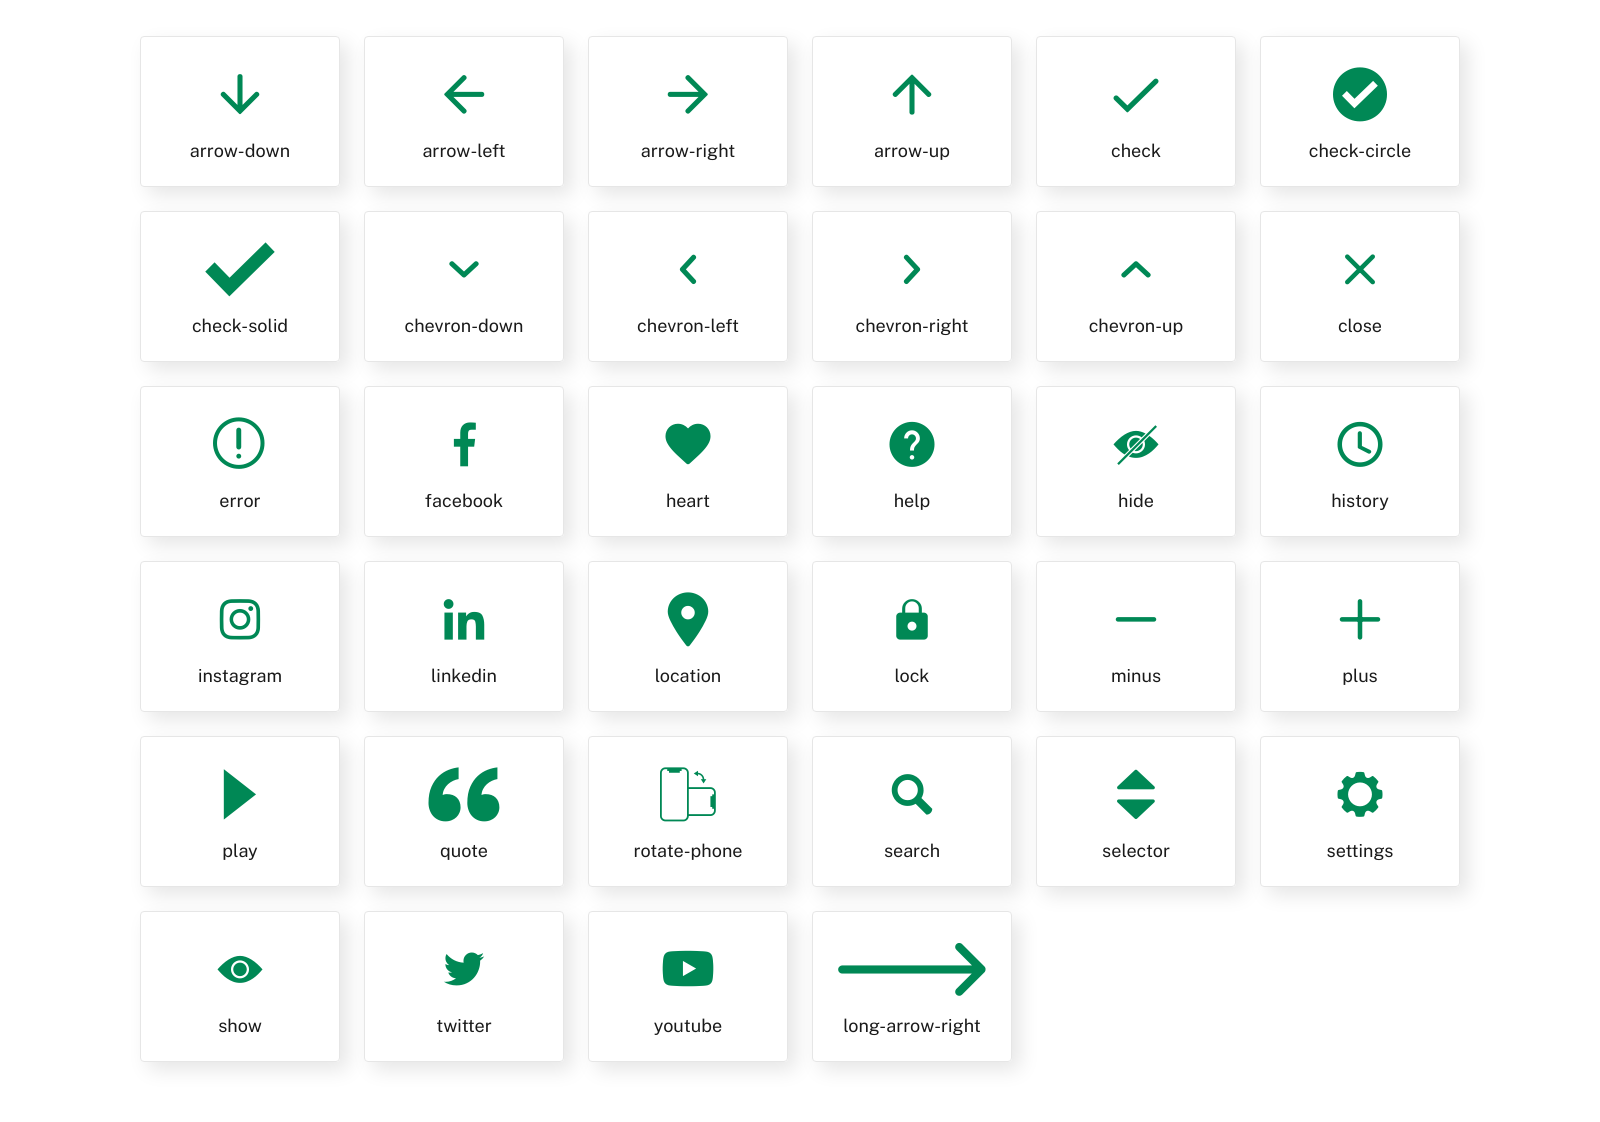 arrow-down
arrow-left
arrow-right
arrow-up
check
check-circle
check-solid
chevron-down
chevron-left
chevron-right
chevron-up
close
error
facebook
heart
help
hide
history
instagram
linkedin
location
lock
minus
plus
play
quote
rotate-phone
search
selector
settings
show
twitter
youtube
long-arrow-right